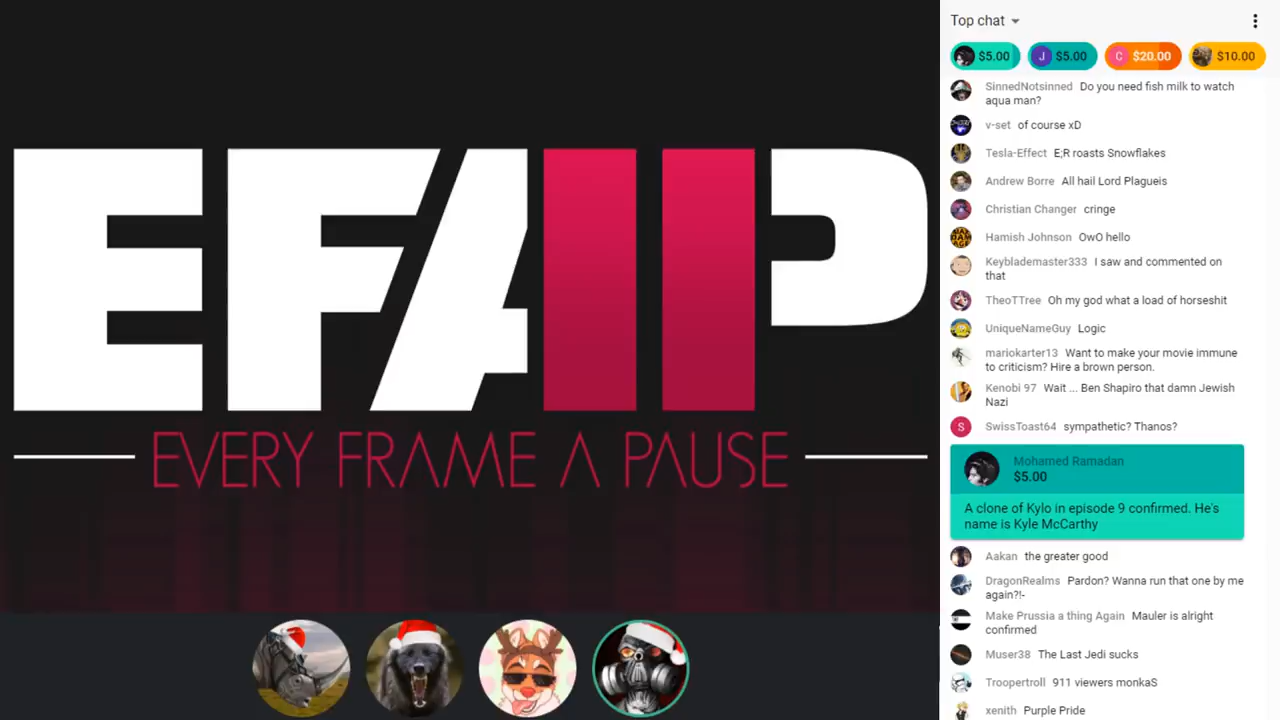 EFAP
EVERY FRAME A PAUSE
Top chat
$5.00
J $5.00
C $20.00
$10.00
SinnedNotsinned Do you need fish milk to watch
aqua man?
v-set of course xD
Tesla-Effect E;R roasts Snowflakes
Andrew Borre All hail Lord Plagueis
Christian Changer cringe
Hamish Johnson OwO hello
Keyblademaster333 I saw and commented on
that
TheoTTree Oh my god what a load of horseshit
UniqueNameGuy Logic
mariokarter13 Want to make your movie immune
to criticism? Hire a brown person.
Kenobi 97 Wait ... Ben Shapiro that damn Jewish
Nazi
S SwissToast64 sympathetic? Thanos?
Mohamed Ramadan
$5.00
A clone of Kylo in episode 9 confirmed. He's
name is Kyle McCarthy
Aakan the greater good
DragonRealms Pardon? Wanna run that one by me
again?!-
Make Prussia a thing Again Mauler is alright
confirmed
Muser38 The Last Jedi sucks
Troopertroll 911 viewers monkaS
xenith Purple Pride